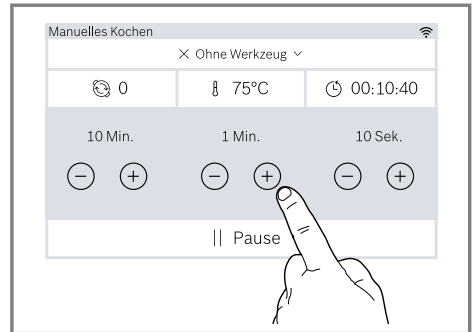 Manuelles Kochen
Ohne Werkzeug
0 75°C 00:10:40
10 Min. 1 Min. 10 Sek.
|| Pause